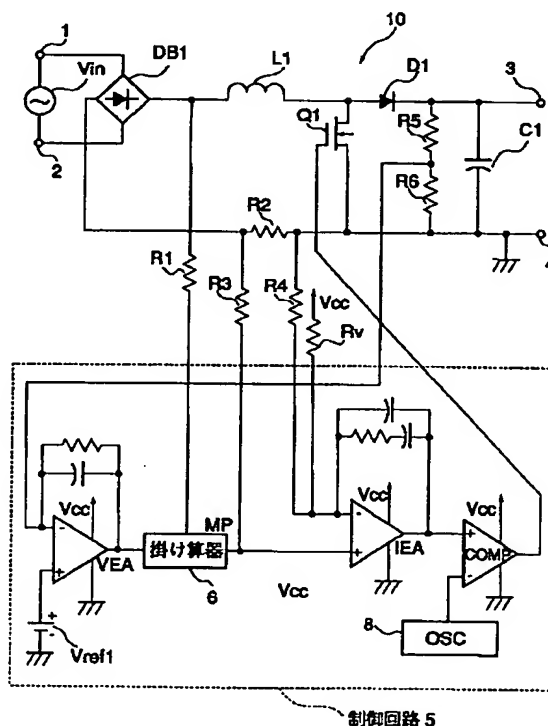 1
DB1
10
Vin
L1
D1
3
Q1
R5
C1
2
R6
R2
R1
R3
R4
Vcc
Rv
4
Vcc
-
+
VEA
MP
掛け算器
6
Vcc
-
+
IEA
Vcc
+
-
COMP
Vcc
8
OSC
+
-
Vref1
制御回路 5